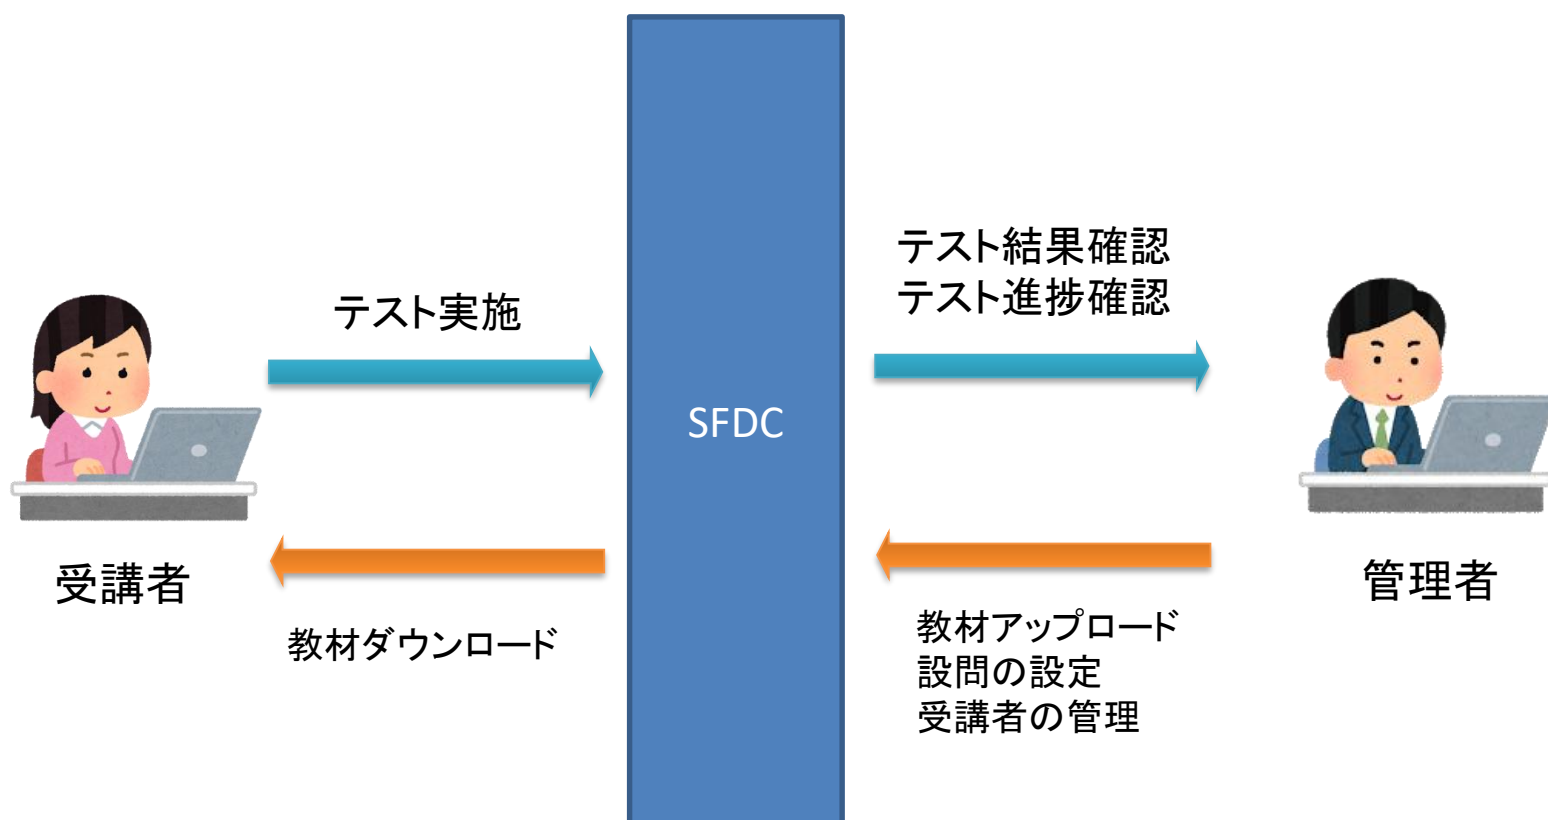 テスト結果確認
テスト進捗確認
テスト実施
SFDC
受講者
管理者
教材ダウンロード
教材アップロード
設問の設定
受講者の管理